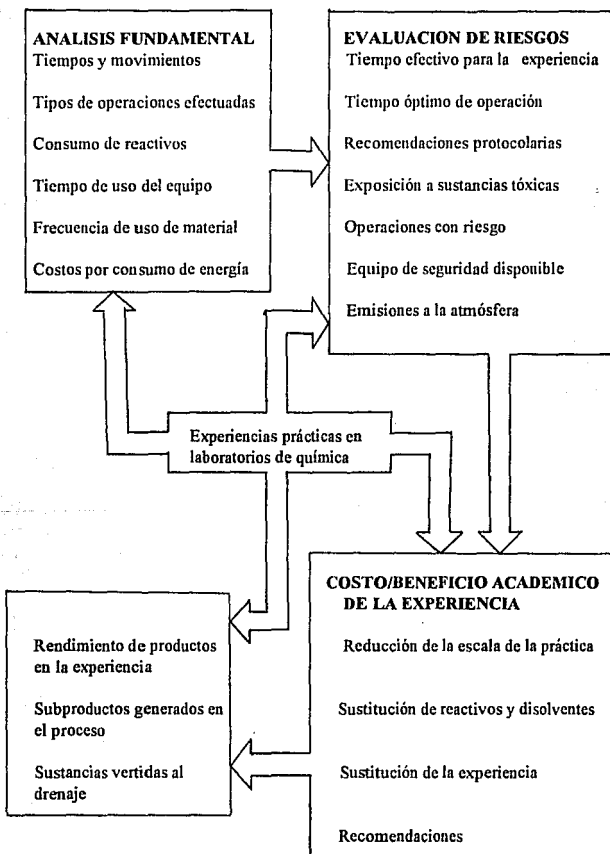 ANALISIS FUNDAMENTAL
Tiempos y movimientos
Tipos de operaciones efectuadas
Consumo de reactivos
Tiempo de uso del equipo
Frecuencia de uso de material
Costos por consumo de energía
EVALUACION DE RIESGOS
Tiempo efectivo para la experiencia
Tiempo óptimo de operación
Recomendaciones protocolarias
Exposición a sustancias tóxicas
Operaciones con riesgo
Equipo de seguridad disponible
Emisiones a la atmósfera
Experiencias prácticas en
laboratorios de química
Rendimiento de productos
en la experiencia
Subproductos generados en
el proceso
Sustancias vertidas al
drenaje
COSTO/BENEFICIO ACADEMICO
DE LA EXPERIENCIA
Reducción de la escala de la práctica
Sustitución de reactivos y disolventes
Sustitución de la experiencia
Recomendaciones